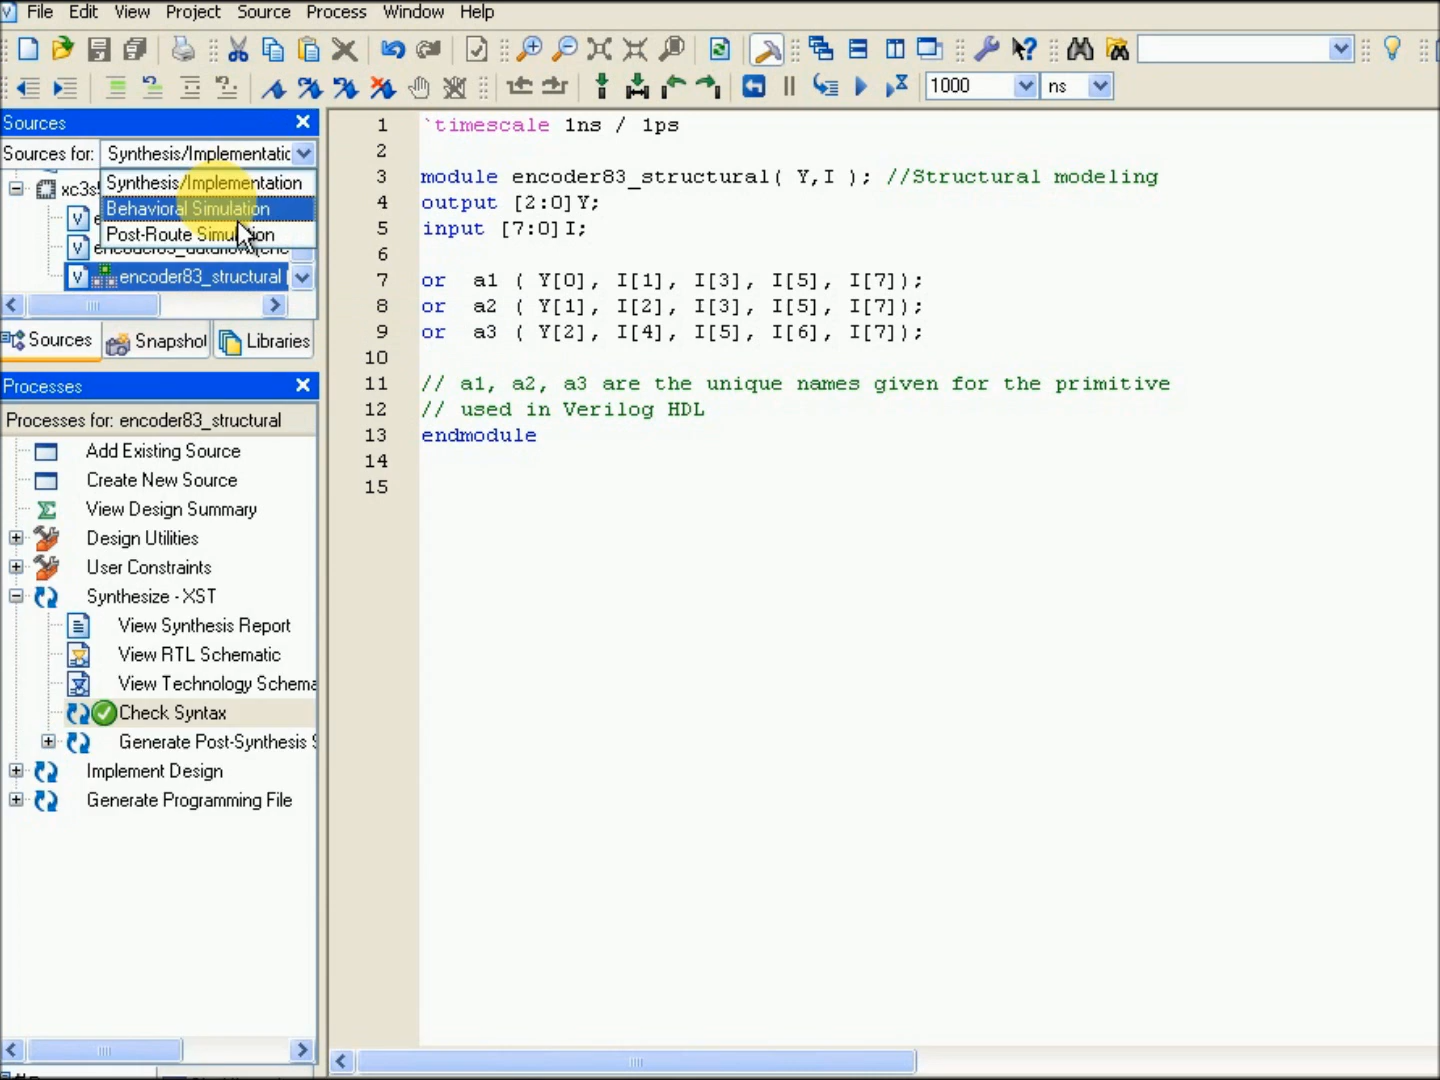 File Edit View Project Source Process Window Help
1000 ns
Sources
Sources for: Synthesis/Implementatic
Synthesis/Implementation
Behavioral Simulation
Post-Route Simulation
encoder83_structural
Sources Snapshot Libraries
Processes
Processes for: encoder83_structural
Add Existing Source
Create New Source
View Design Summary
Design Utilities
User Constraints
Synthesize - XST
View Synthesis Report
View RTL Schematic
View Technology Schema
Check Syntax
Generate Post-Synthesis S
Implement Design
Generate Programming File
1 `timescale 1ns / 1ps
2
3 module encoder83_structural( Y,I ); //Structural modeling
4 output [2:0]Y;
5 input [7:0]I;
6
7 or a1 ( Y[0], I[1], I[3], I[5], I[7]);
8 or a2 ( Y[1], I[2], I[3], I[5], I[7]);
9 or a3 ( Y[2], I[4], I[5], I[6], I[7]);
10
11 // a1, a2, a3 are the unique names given for the primitive
12 // used in Verilog HDL
13 endmodule
14
15